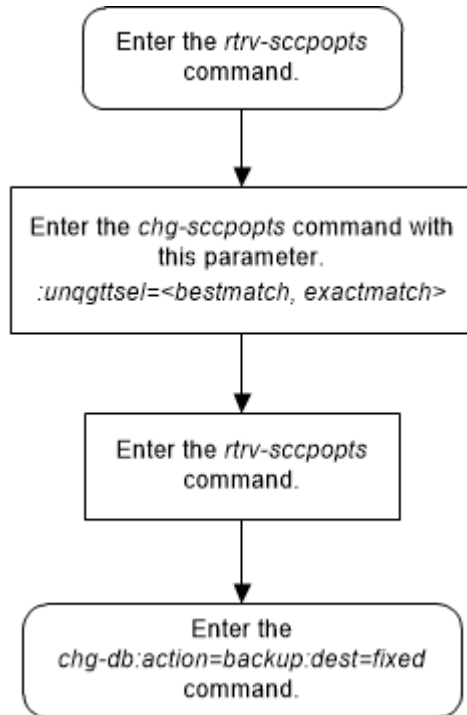 Enter the rtrv-sccpopts
command.
Enter the chg-sccpopts command with
this parameter.
:unqgttsel=<bestmatch, exactmatch>
Enter the rtrv-sccpopts
command.
Enter the
chg-db:action=backup:dest=fixed
command.